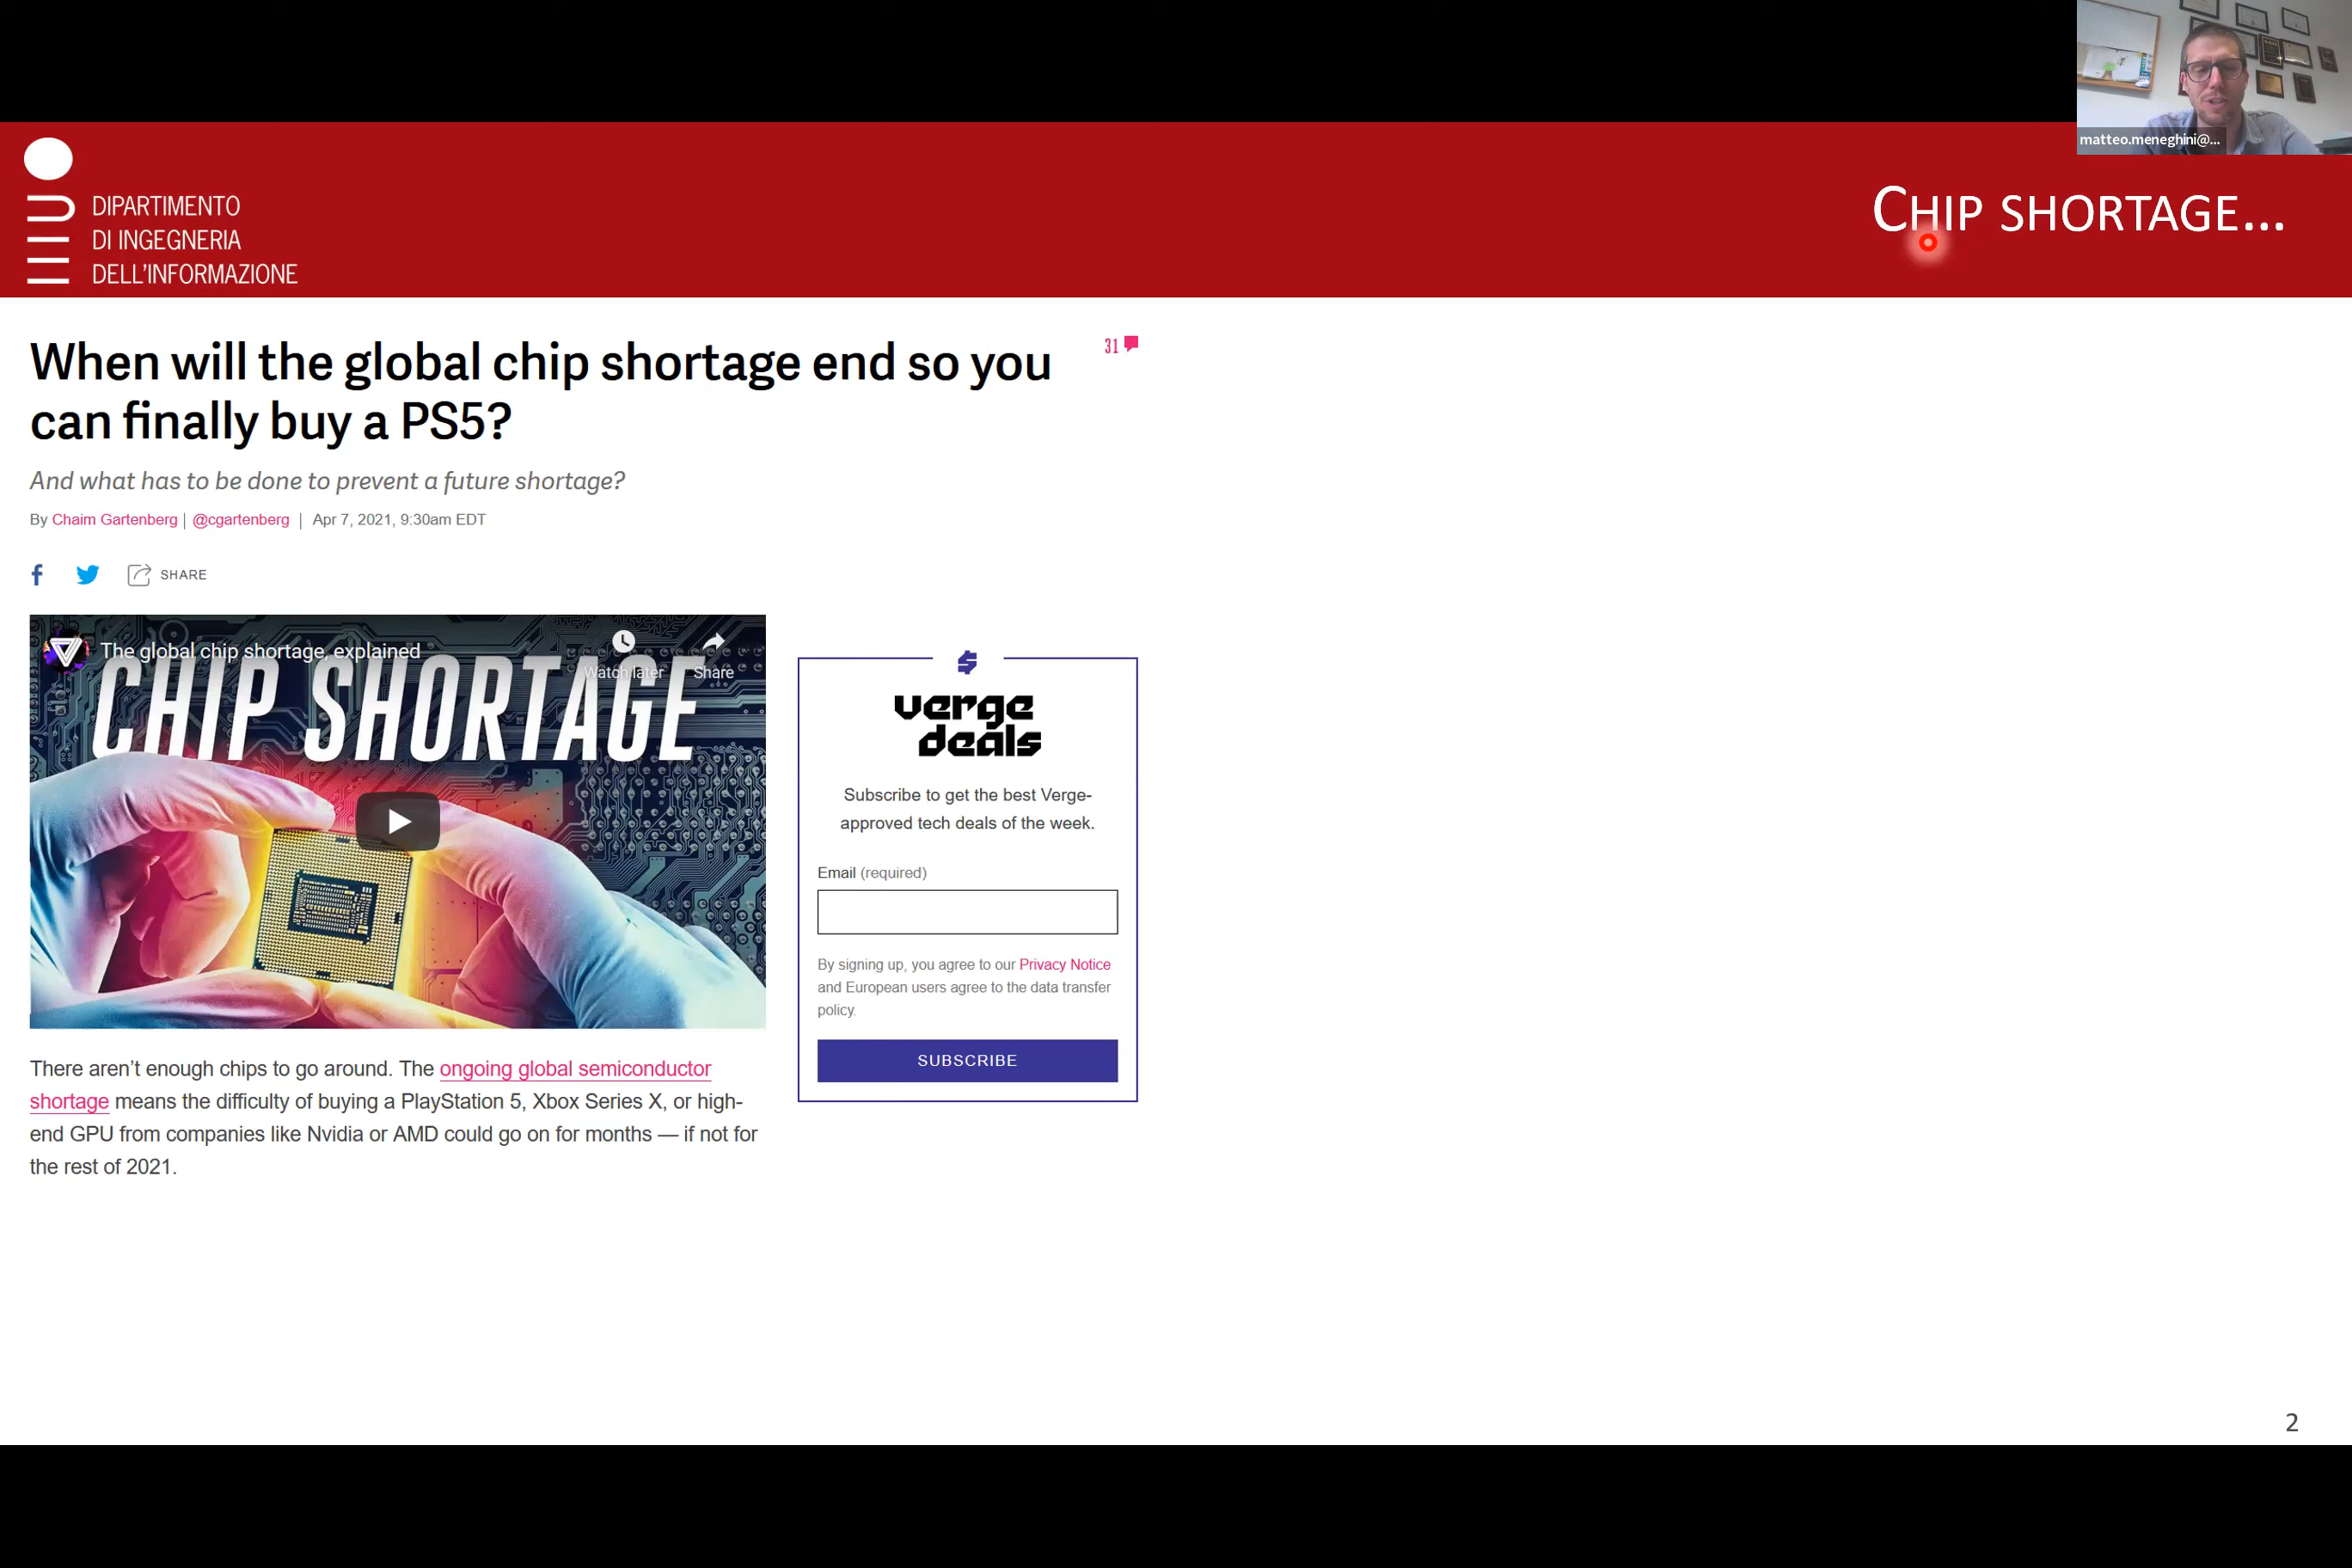 matteo.meneghini@...
DIPARTIMENTO
DI INGEGNERIA
DELL'INFORMAZIONE
CHIP SHORTAGE...
When will the global chip shortage end so you
can finally buy a PS5?
31
And what has to be done to prevent a future shortage?
By Chaim Gartenberg | @cgartenberg | Apr 7, 2021, 9:30am EDT
SHARE
The global chip shortage, explained
Watch later
Share
CHIP SHORTAGE
verge
deals
Subscribe to get the best Verge-
approved tech deals of the week.
Email (required)
By signing up, you agree to our Privacy Notice
and European users agree to the data transfer
policy.
SUBSCRIBE
There aren’t enough chips to go around. The ongoing global semiconductor
shortage means the difficulty of buying a PlayStation 5, Xbox Series X, or high-
end GPU from companies like Nvidia or AMD could go on for months — if not for
the rest of 2021.
2